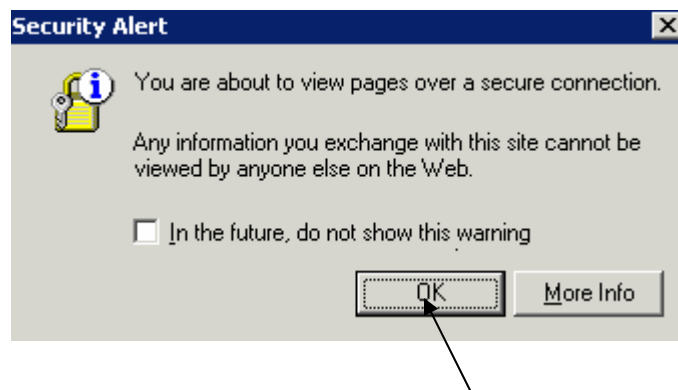 Security Alert
You are about to view pages over a secure connection.
Any information you exchange with this site cannot be
viewed by anyone else on the Web.
In the future, do not show this warning
OK
More Info